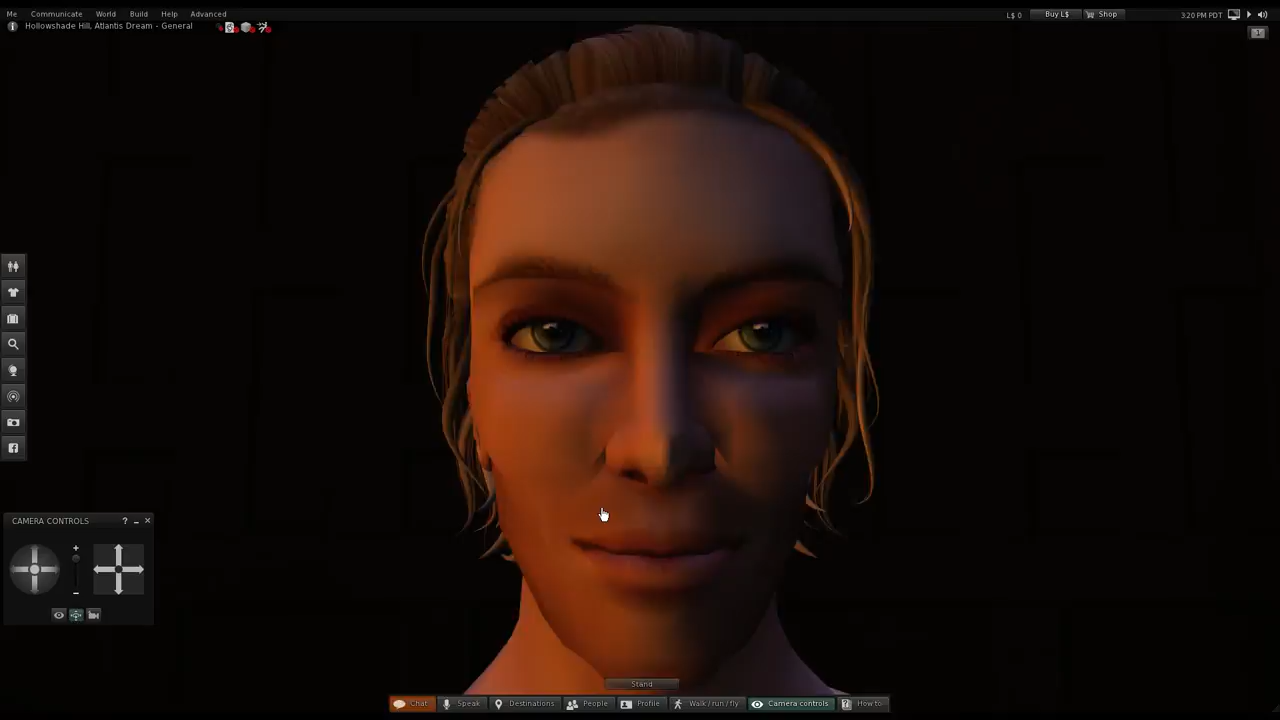 Me Communicate World Build Help Advanced
L$ 0 Buy L$ Shop 3:20 PM PDT
Hollowshade Hill, Atlantis Dream - General
CAMERA CONTROLS ?
Stand
Chat Speak Destinations People Profile Walk / run / fly Camera controls How to